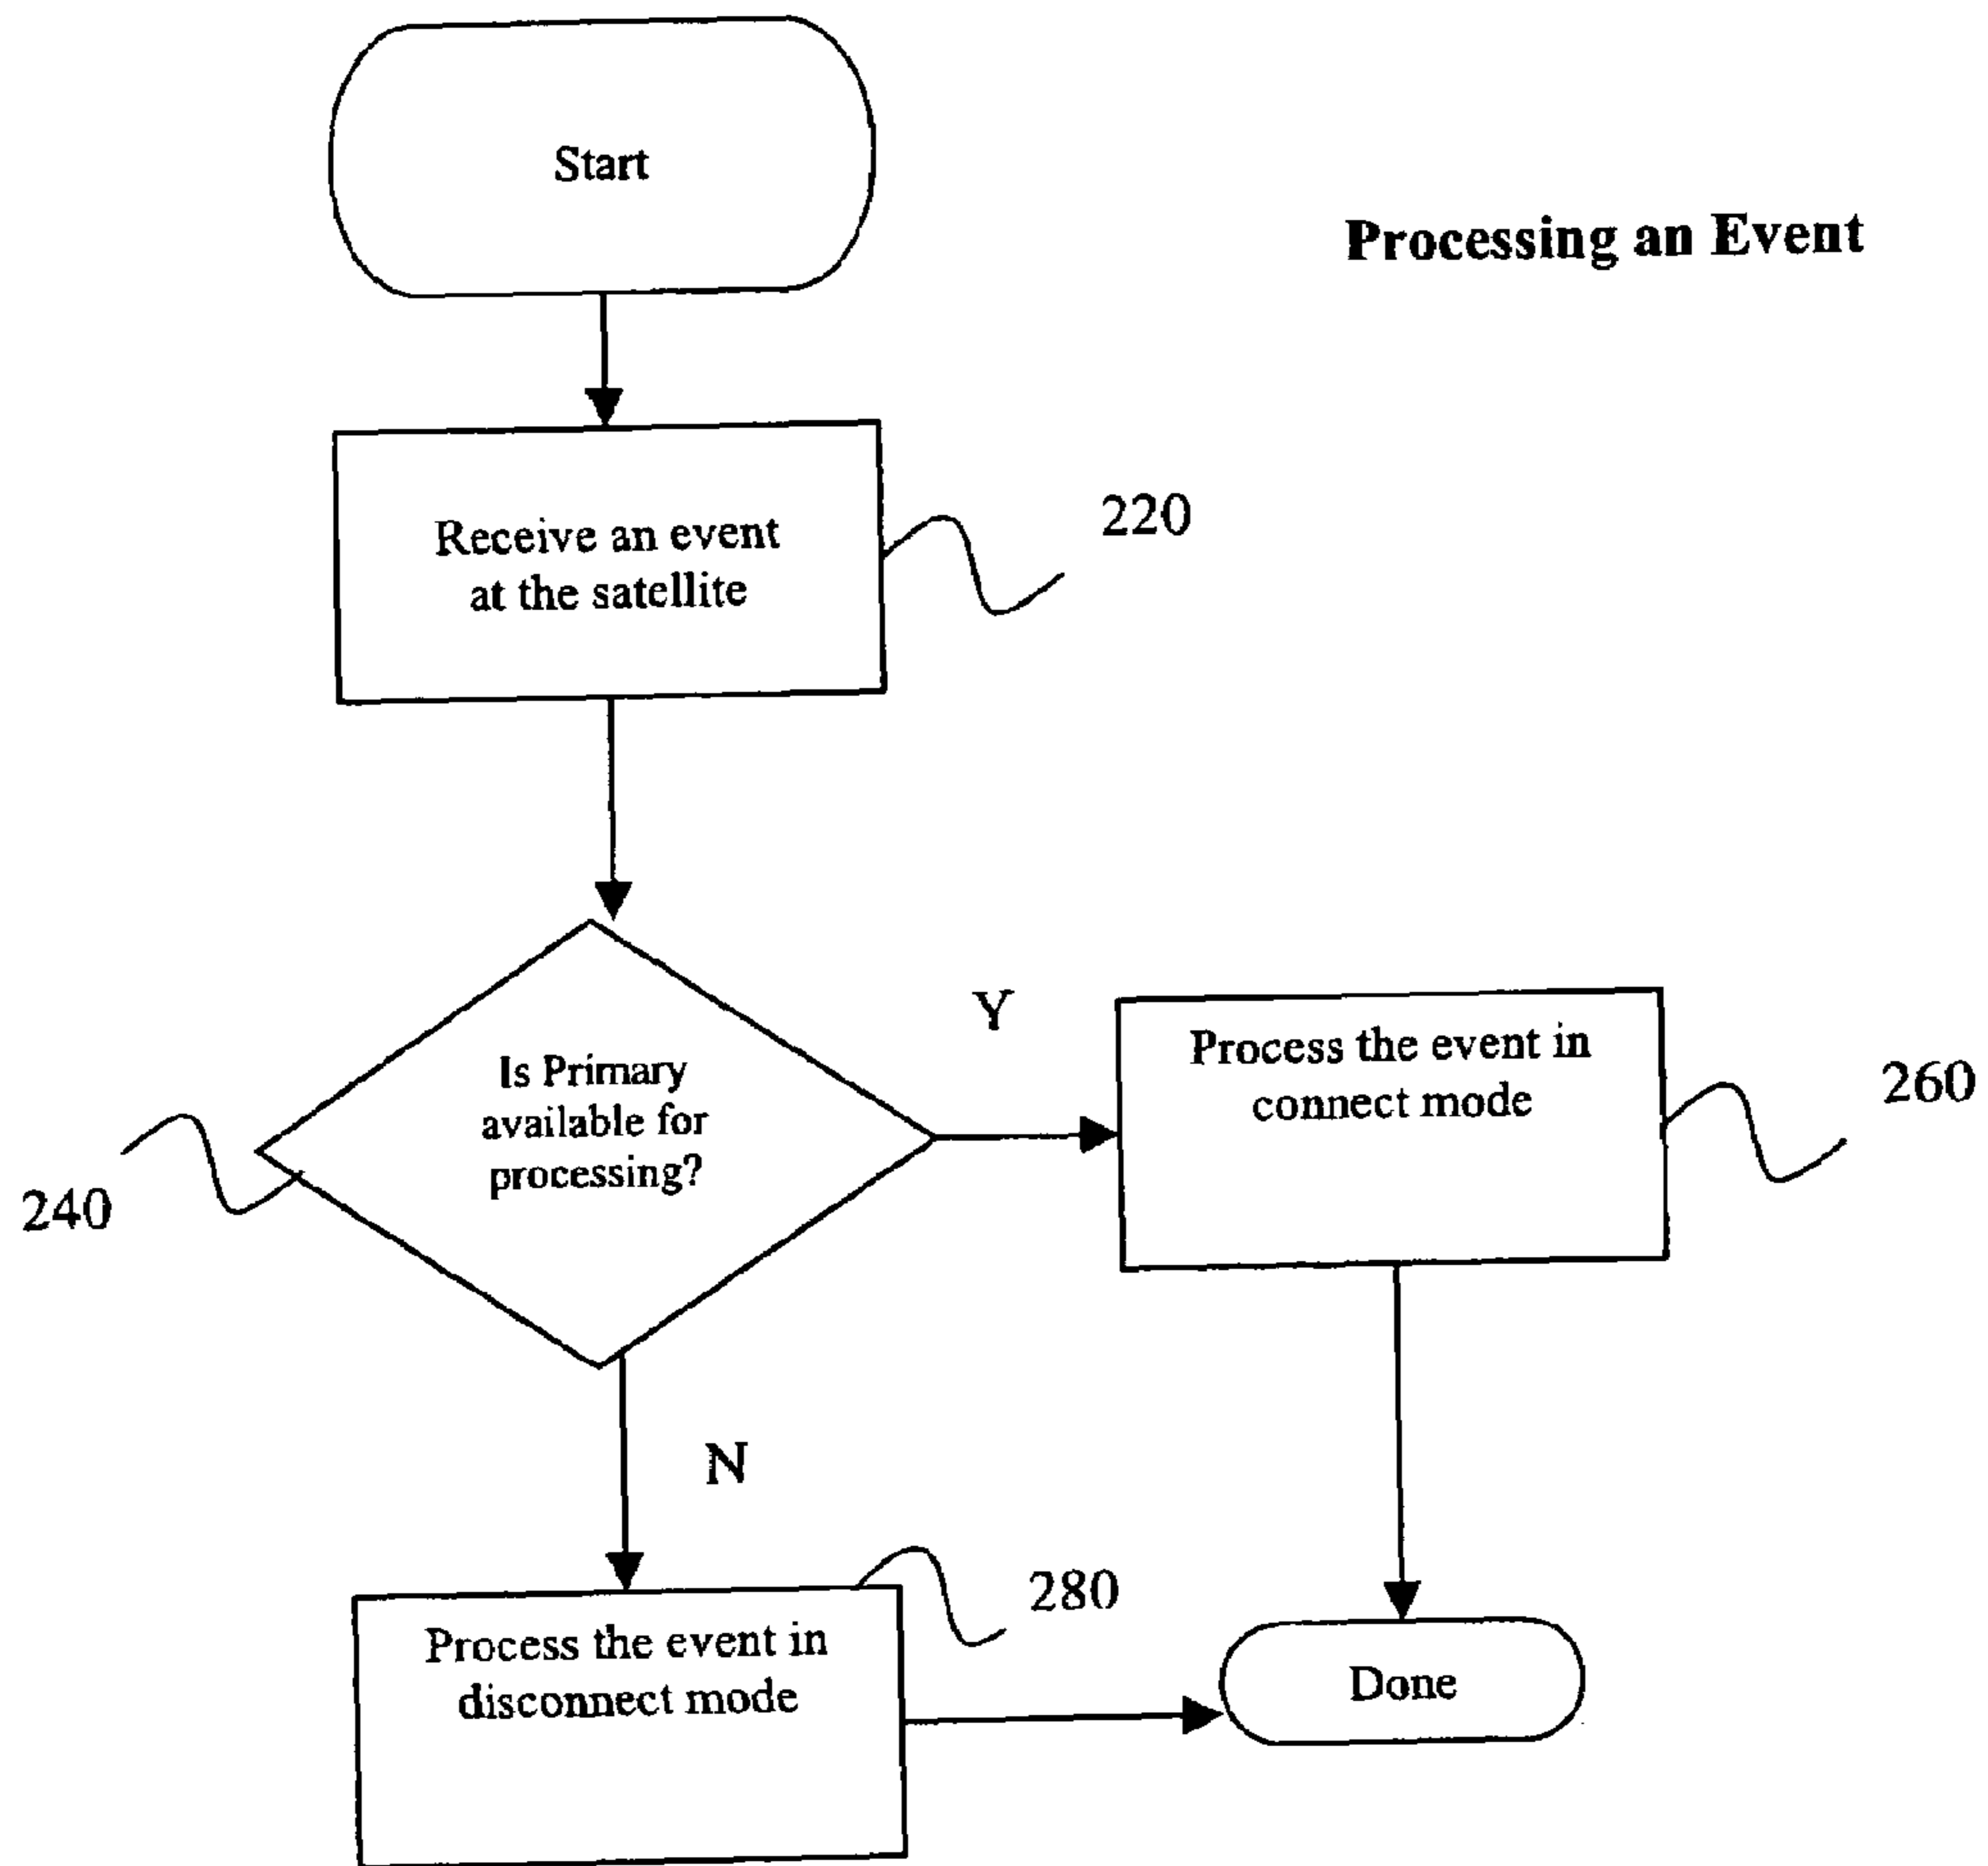 Start
Processing an Event
Receive an event
at the satellite
220
Is Primary
available for
processing?
240
Y
Process the event in
connect mode
260
N
280
Process the event in
disconnect mode
Done